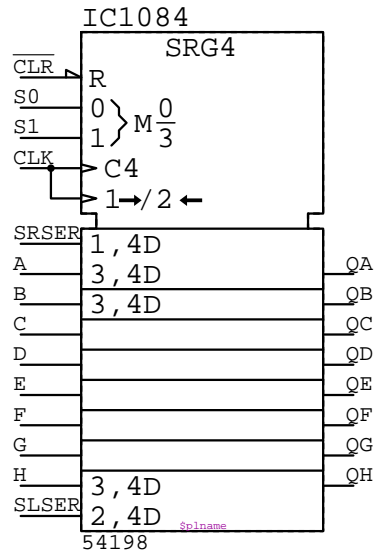 IC1084
SRG4
CLR
R
S0
0
M 0/3
S1
1
CLK
C4
1→/2 ←
SRSER
1,4D
A
3,4D
QA
B
3,4D
QB
C
QC
D
QD
E
QE
F
QF
G
QG
H
3,4D
QH
SLSER
2,4D
$plname
54198